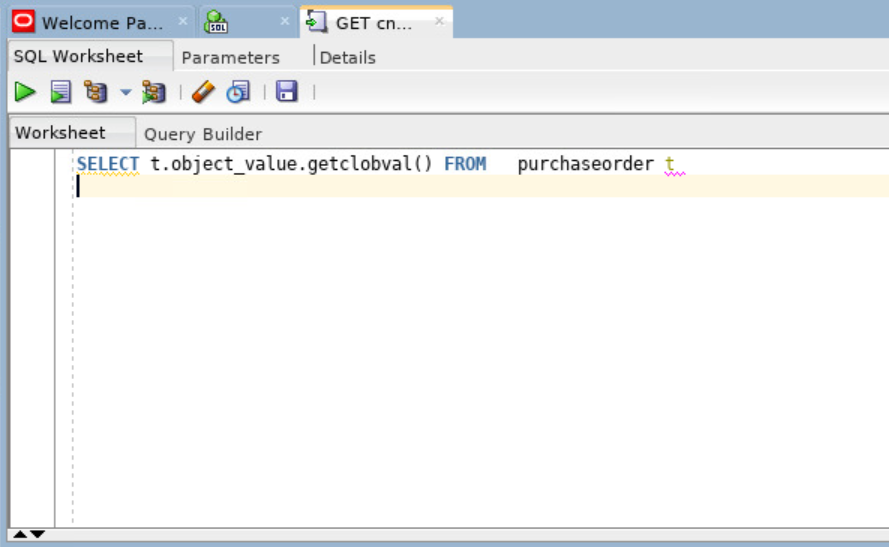 Welcome Pa...
SQL
GET cn...
SQL Worksheet Parameters Details
Worksheet Query Builder
SELECT t.object_value.getclobval() FROM purchaseorder t